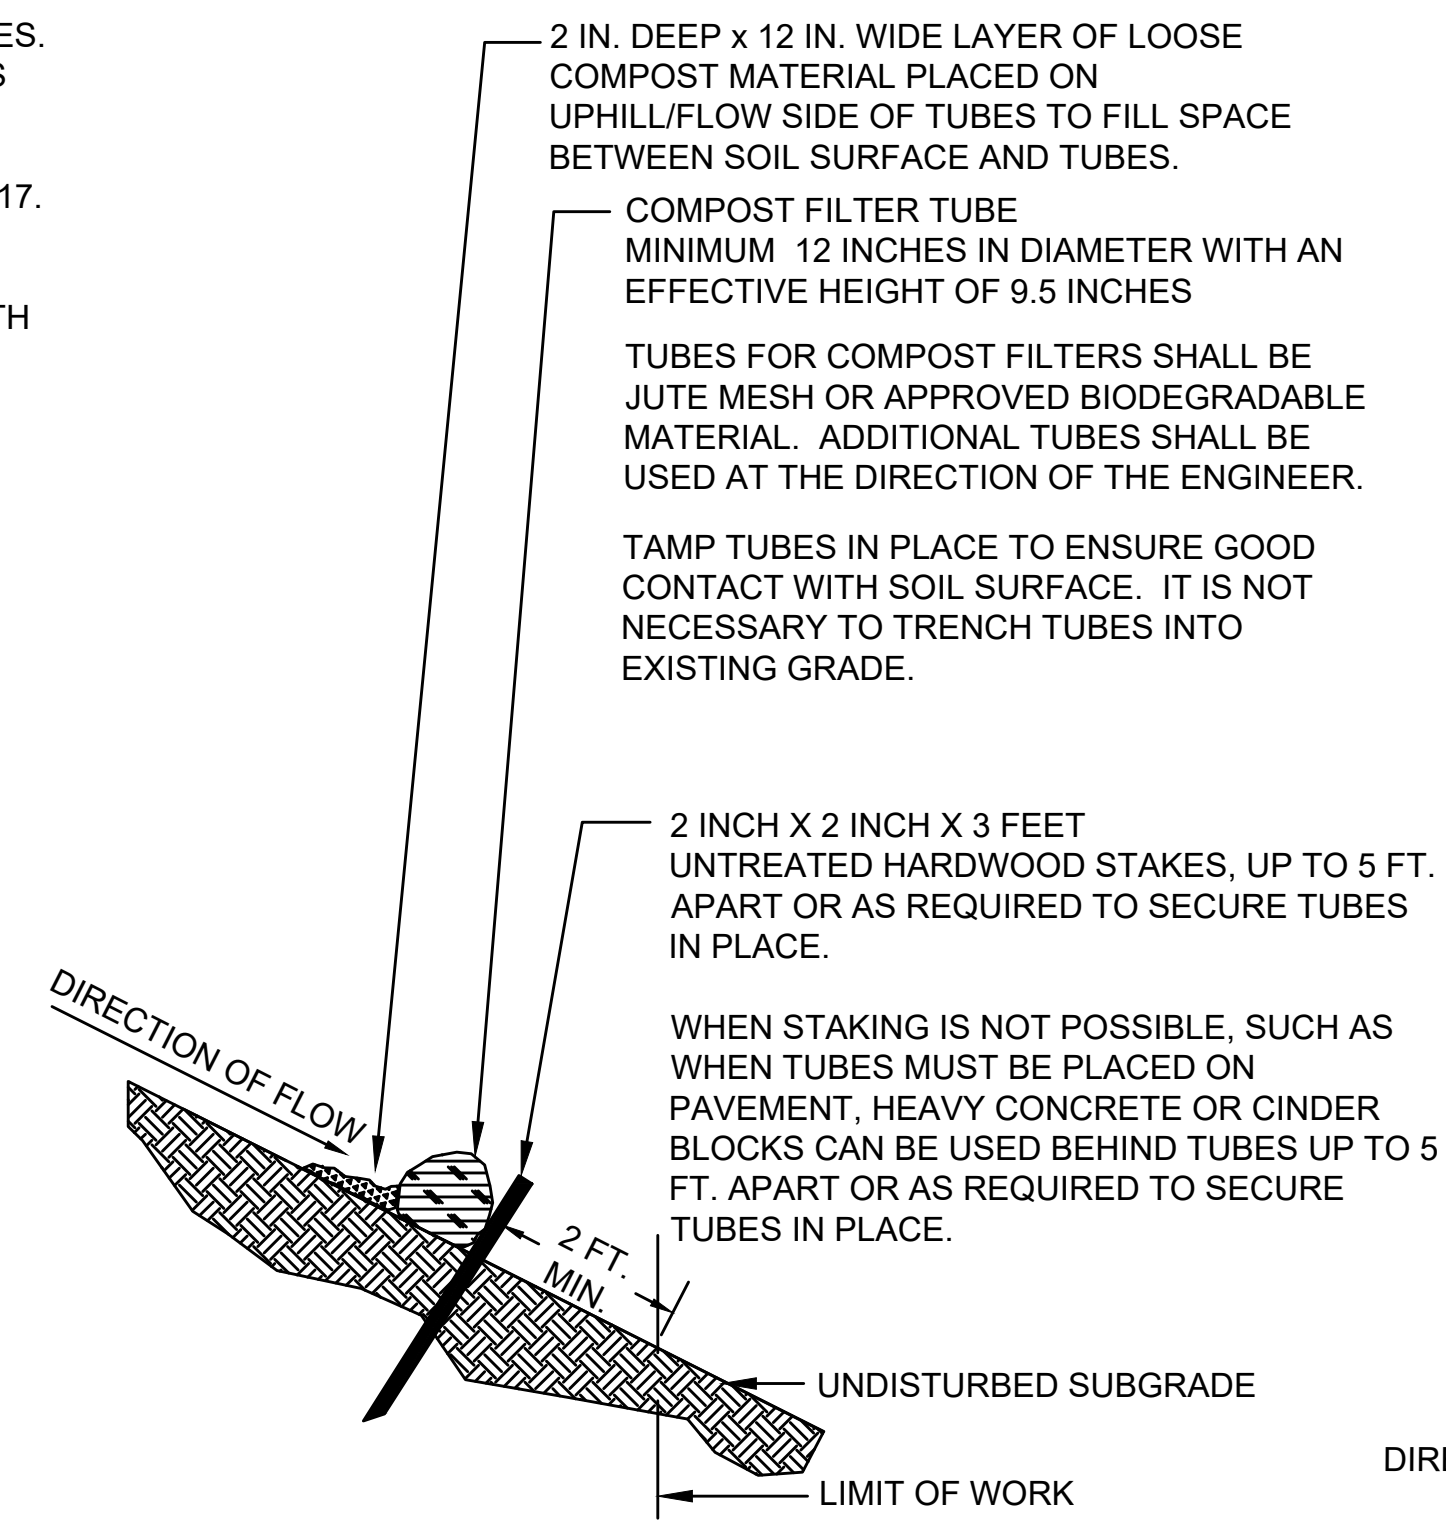 ES.
S
17.
TH
2 IN. DEEP x 12 IN. WIDE LAYER OF LOOSE
COMPOST MATERIAL PLACED ON
UPHILL/FLOW SIDE OF TUBES TO FILL SPACE
BETWEEN SOIL SURFACE AND TUBES.
COMPOST FILTER TUBE
MINIMUM 12 INCHES IN DIAMETER WITH AN
EFFECTIVE HEIGHT OF 9.5 INCHES
TUBES FOR COMPOST FILTERS SHALL BE
JUTE MESH OR APPROVED BIODEGRADABLE
MATERIAL. ADDITIONAL TUBES SHALL BE
USED AT THE DIRECTION OF THE ENGINEER.
TAMP TUBES IN PLACE TO ENSURE GOOD
CONTACT WITH SOIL SURFACE. IT IS NOT
NECESSARY TO TRENCH TUBES INTO
EXISTING GRADE.
2 INCH X 2 INCH X 3 FEET
UNTREATED HARDWOOD STAKES, UP TO 5 FT.
APART OR AS REQUIRED TO SECURE TUBES
IN PLACE.
WHEN STAKING IS NOT POSSIBLE, SUCH AS
WHEN TUBES MUST BE PLACED ON
PAVEMENT, HEAVY CONCRETE OR CINDER
BLOCKS CAN BE USED BEHIND TUBES UP TO 5
FT. APART OR AS REQUIRED TO SECURE
TUBES IN PLACE.
DIRECTION OF FLOW
2 FT.
MIN.
UNDISTURBED SUBGRADE
LIMIT OF WORK